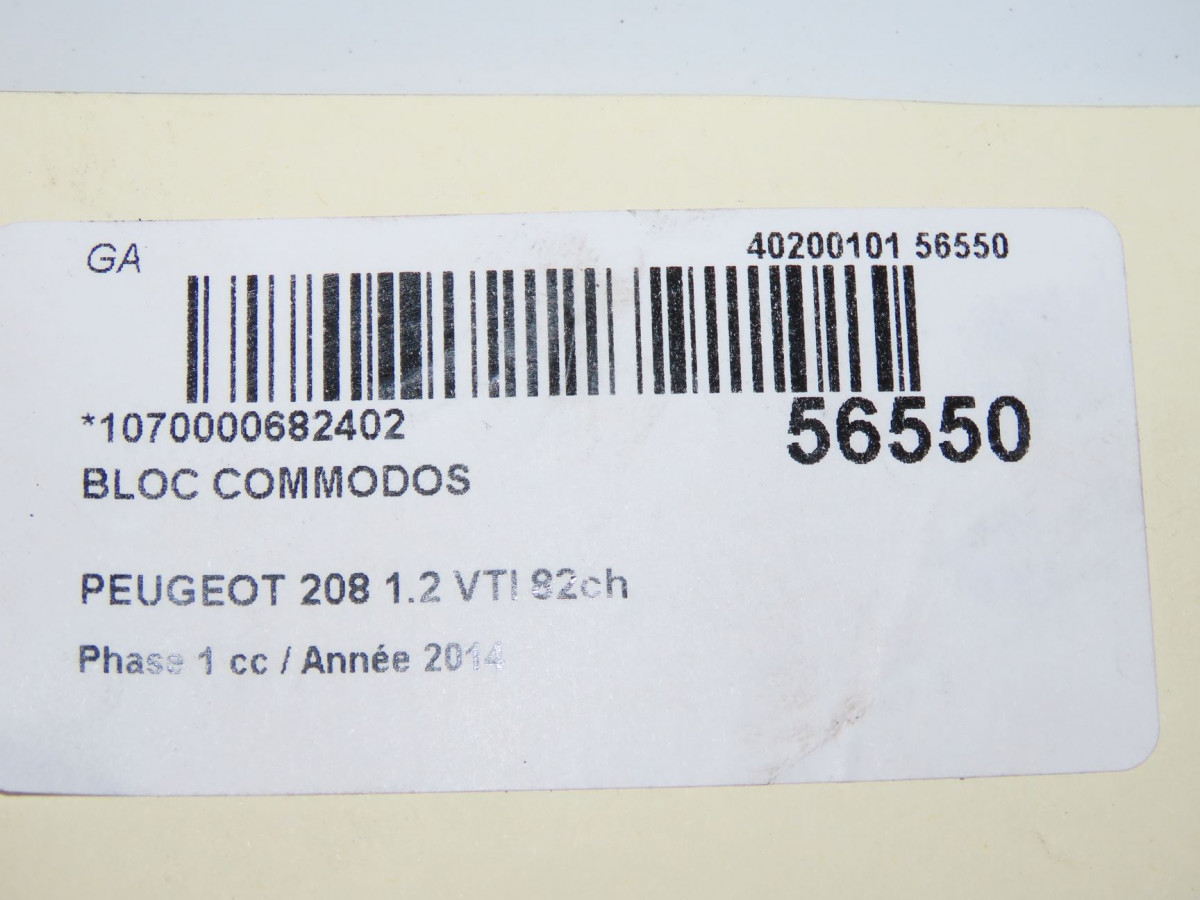 GA
40200101 56550
*1070000682402
56550
BLOC COMMODOS
PEUGEOT 208 1.2 VTI 82ch
Phase 1 cc / Année 2014